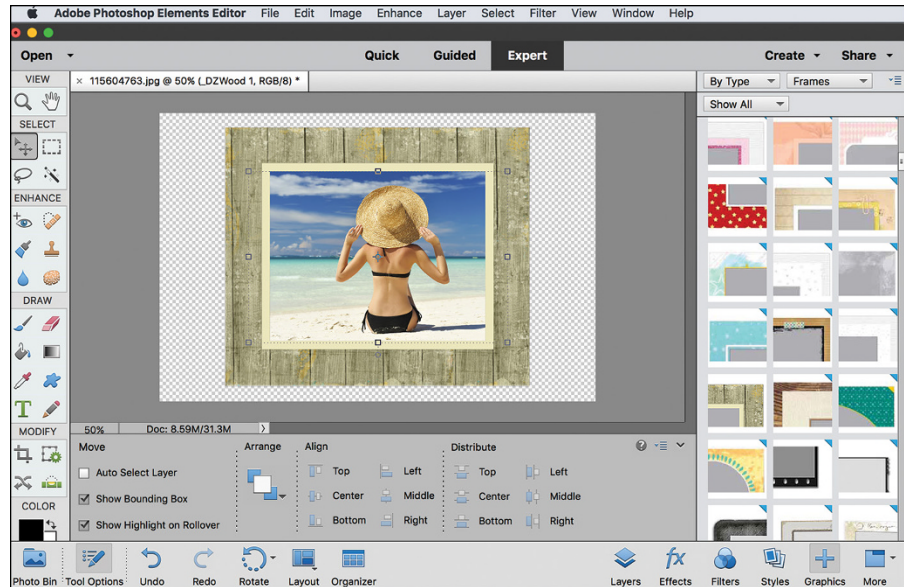 Adobe Photoshop Elements Editor File Edit Image Enhance Layer Select Filter View Window Help
Open Quick Guided Expert Create Share
VIEW × 115604763.jpg @ 50% (_DZWood 1, RGB/8) * By Type Frames
Show All
SELECT
ENHANCE
DRAW
T
MODIFY 50% Doc: 8.59M/31.3M
Move Arrange Align Distribute
Auto Select Layer Top Left Top Left
Show Bounding Box Center Middle Center Middle
COLOR
Show Highlight on Rollover Bottom Right Bottom Right
fx
Photo Bin Tool Options Undo Redo Rotate Layout Organizer Layers Effects Filters Styles Graphics More